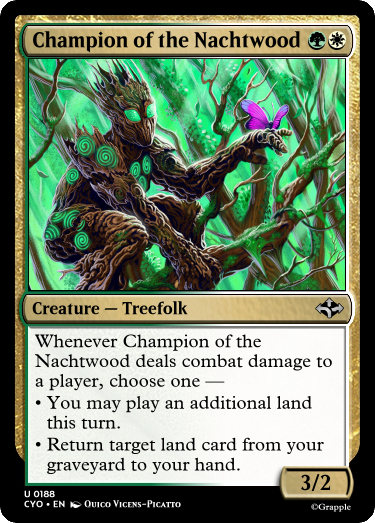 Champion of the Nachtwood
Creature — Treefolk
Whenever Champion of the
Nachtwood deals combat damage to
a player, choose one —
• You may play an additional land
this turn.
• Return target land card from your
graveyard to your hand.
3/2
U 0188
CYO • EN Quico Vicens-Picatto
©Grapple